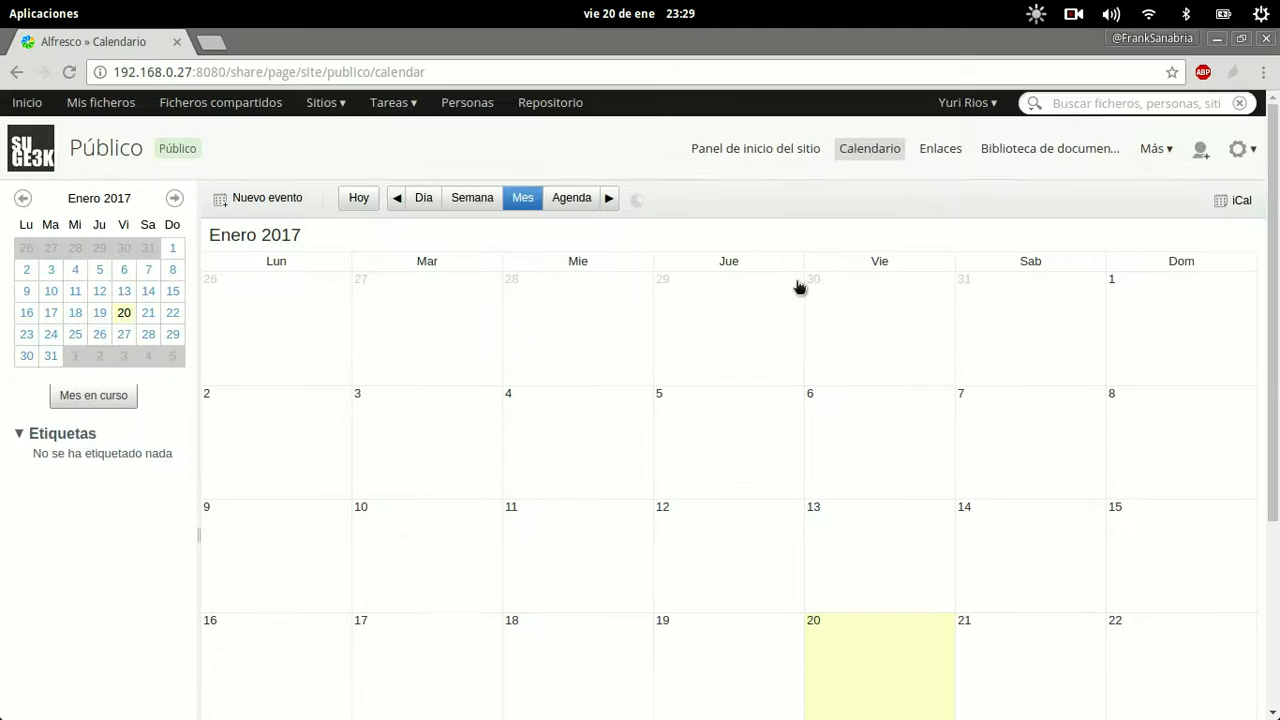 Aplicaciones vie 20 de ene 23:29
Alfresco » Calendario @FrankSanabria
192.168.0.27:8080/share/page/site/publico/calendar ABP
Inicio Mis ficheros Ficheros compartidos Sitios Tareas Personas Repositorio Yuri Rios Buscar ficheros, personas, siti
SU GE3K Público Público Panel de inicio del sitio Calendario Enlaces Biblioteca de documen... Más
Enero 2017 Nuevo evento Hoy Día Semana Mes Agenda iCal
Lu Ma Mi Ju Vi Sa Do
26 27 28 29 30 31 1
2 3 4 5 6 7 8
9 10 11 12 13 14 15
16 17 18 19 20 21 22
23 24 25 26 27 28 29
30 31 1 2 3 4 5
Mes en curso
Etiquetas
No se ha etiquetado nada
Enero 2017
Lun Mar Mie Jue Vie Sab Dom
26 27 28 29 30 31 1
2 3 4 5 6 7 8
9 10 11 12 13 14 15
16 17 18 19 20 21 22